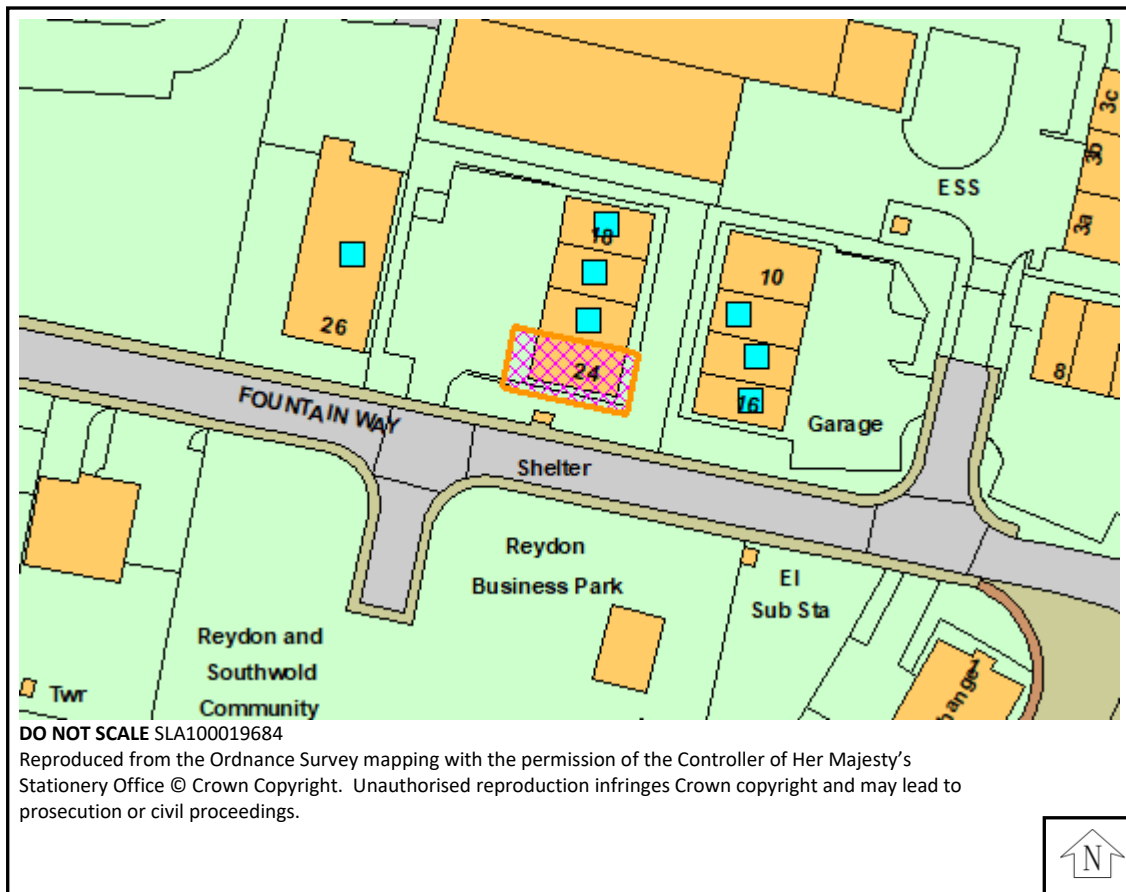 3c
3b
3a
ESS
18
10
26
24
16
8
FOUNTAIN WAY
Garage
Shelter
Reydon
Business Park
El
Sub Sta
Reydon and
Southwold
Community
Twr
hange
DO NOT SCALE SLA100019684
Reproduced from the Ordnance Survey mapping with the permission of the Controller of Her Majesty’s
Stationery Office © Crown Copyright. Unauthorised reproduction infringes Crown copyright and may lead to
prosecution or civil proceedings.
N